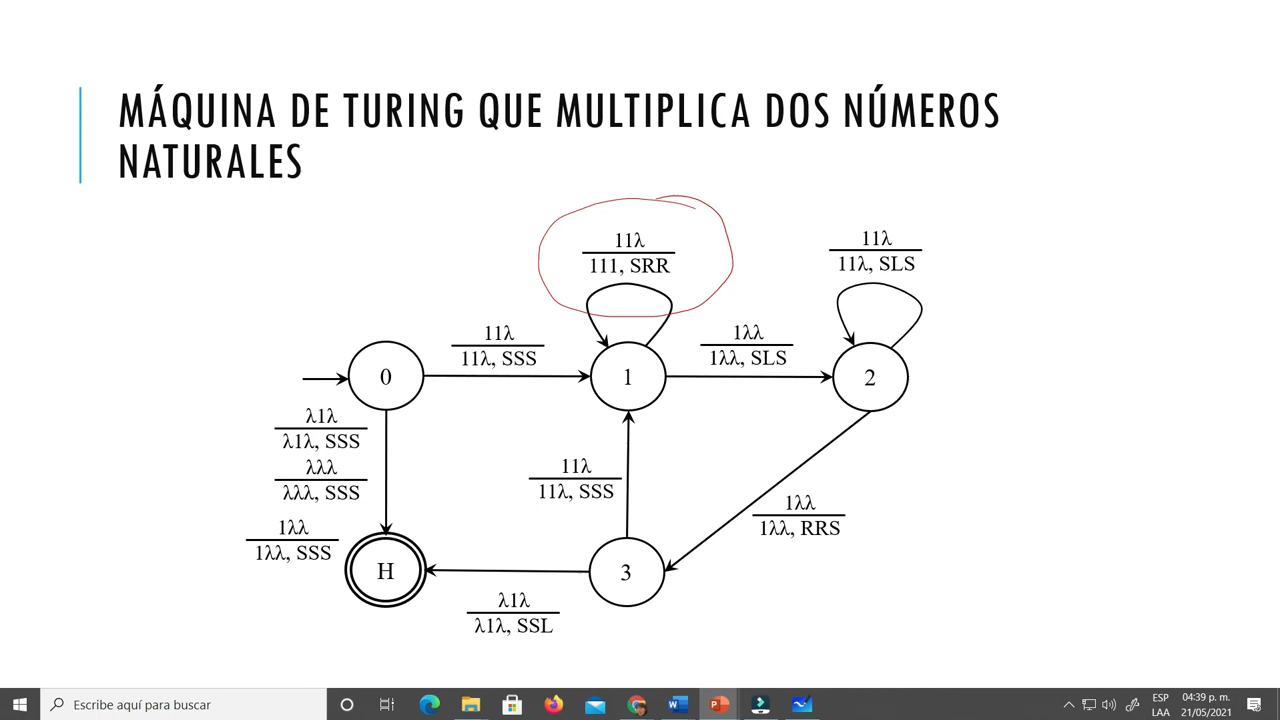 MÁQUINA DE TURING QUE MULTIPLICA DOS NÚMEROS
NATURALES
11λ
111, SRR
11λ
11λ, SLS
11λ
11λ, SSS
1λλ
1λλ, SLS
0
1
2
λ1λ
λ1λ, SSS
λλλ
λλλ, SSS
1λλ
1λλ, SSS
11λ
11λ, SSS
1λλ
1λλ, RRS
H
3
λ1λ
λ1λ, SSL
Escribe aquí para buscar
ESP
LAA
04:39 p. m.
21/05/2021